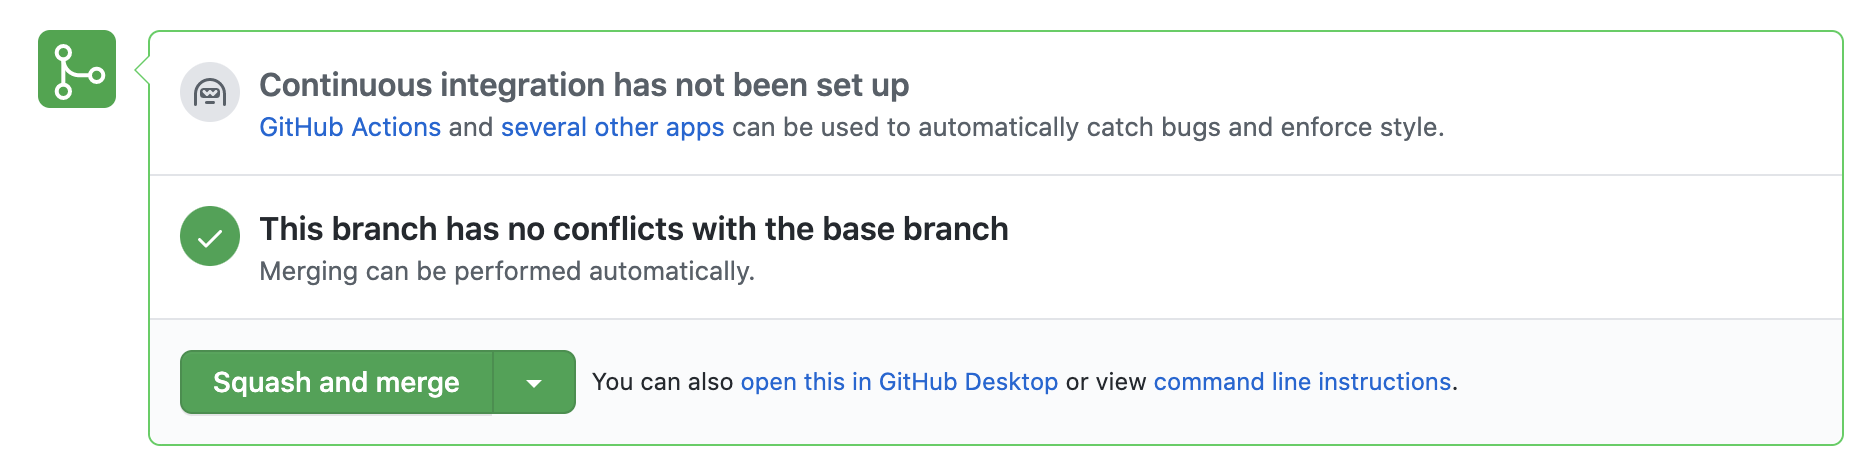 Continuous integration has not been set up
GitHub Actions and several other apps can be used to automatically catch bugs and enforce style.
This branch has no conflicts with the base branch
Merging can be performed automatically.
Squash and merge You can also open this in GitHub Desktop or view command line instructions.